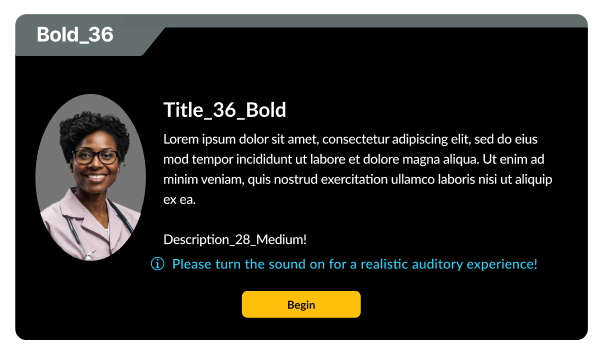 Bold_36
Title_36_Bold
Lorem ipsum dolor sit amet, consectetur adipiscing elit, sed do eius
mod tempor incididunt ut labore et dolore magna aliqua. Ut enim ad
minim veniam, quis nostrud exercitation ullamco laboris nisi ut aliquip
ex ea.
Description_28_Medium!
Please turn the sound on for a realistic auditory experience!
Begin